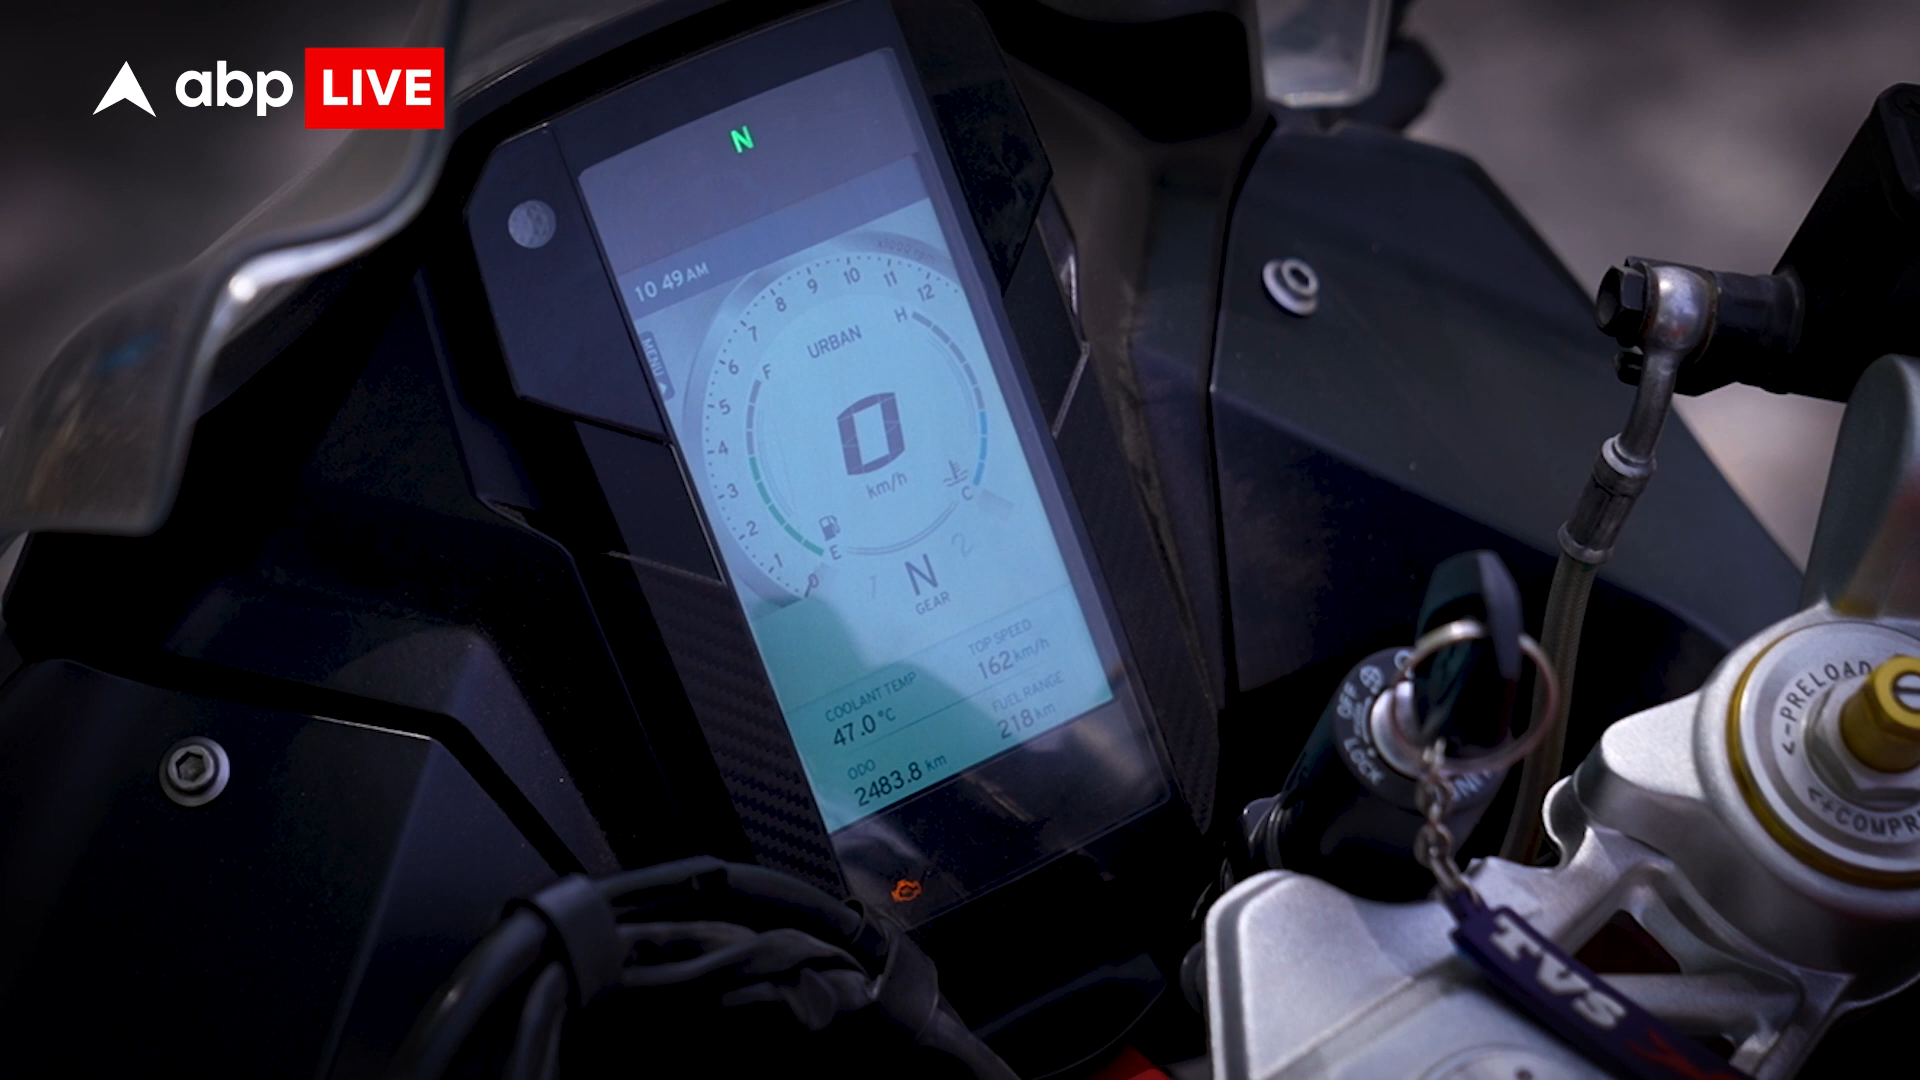 abp LIVE
N
10 49 AM
MENU
0 1 2 3 4 5 6 7 8 9 10 11 12
URBAN
F
H
0
km/h
E
C
1 N 2
GEAR
TOP SPEED
162 km/h
COOLANT TEMP
47.0 °C
FUEL RANGE
218 km
ODO
2483.8 km
OFF
LOCK
<-PRELOAD
TVS